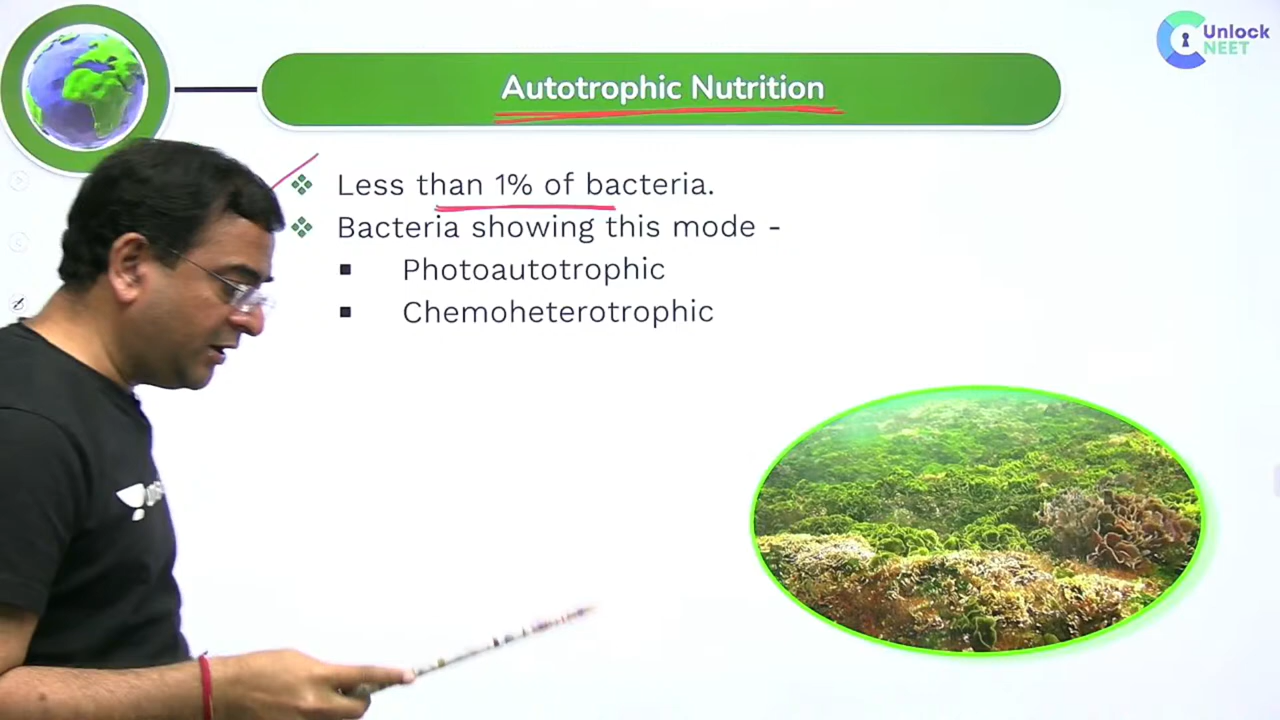 Unlock
NEET
Autotrophic Nutrition
Less than 1% of bacteria.
Bacteria showing this mode -
Photoautotrophic
Chemoheterotrophic